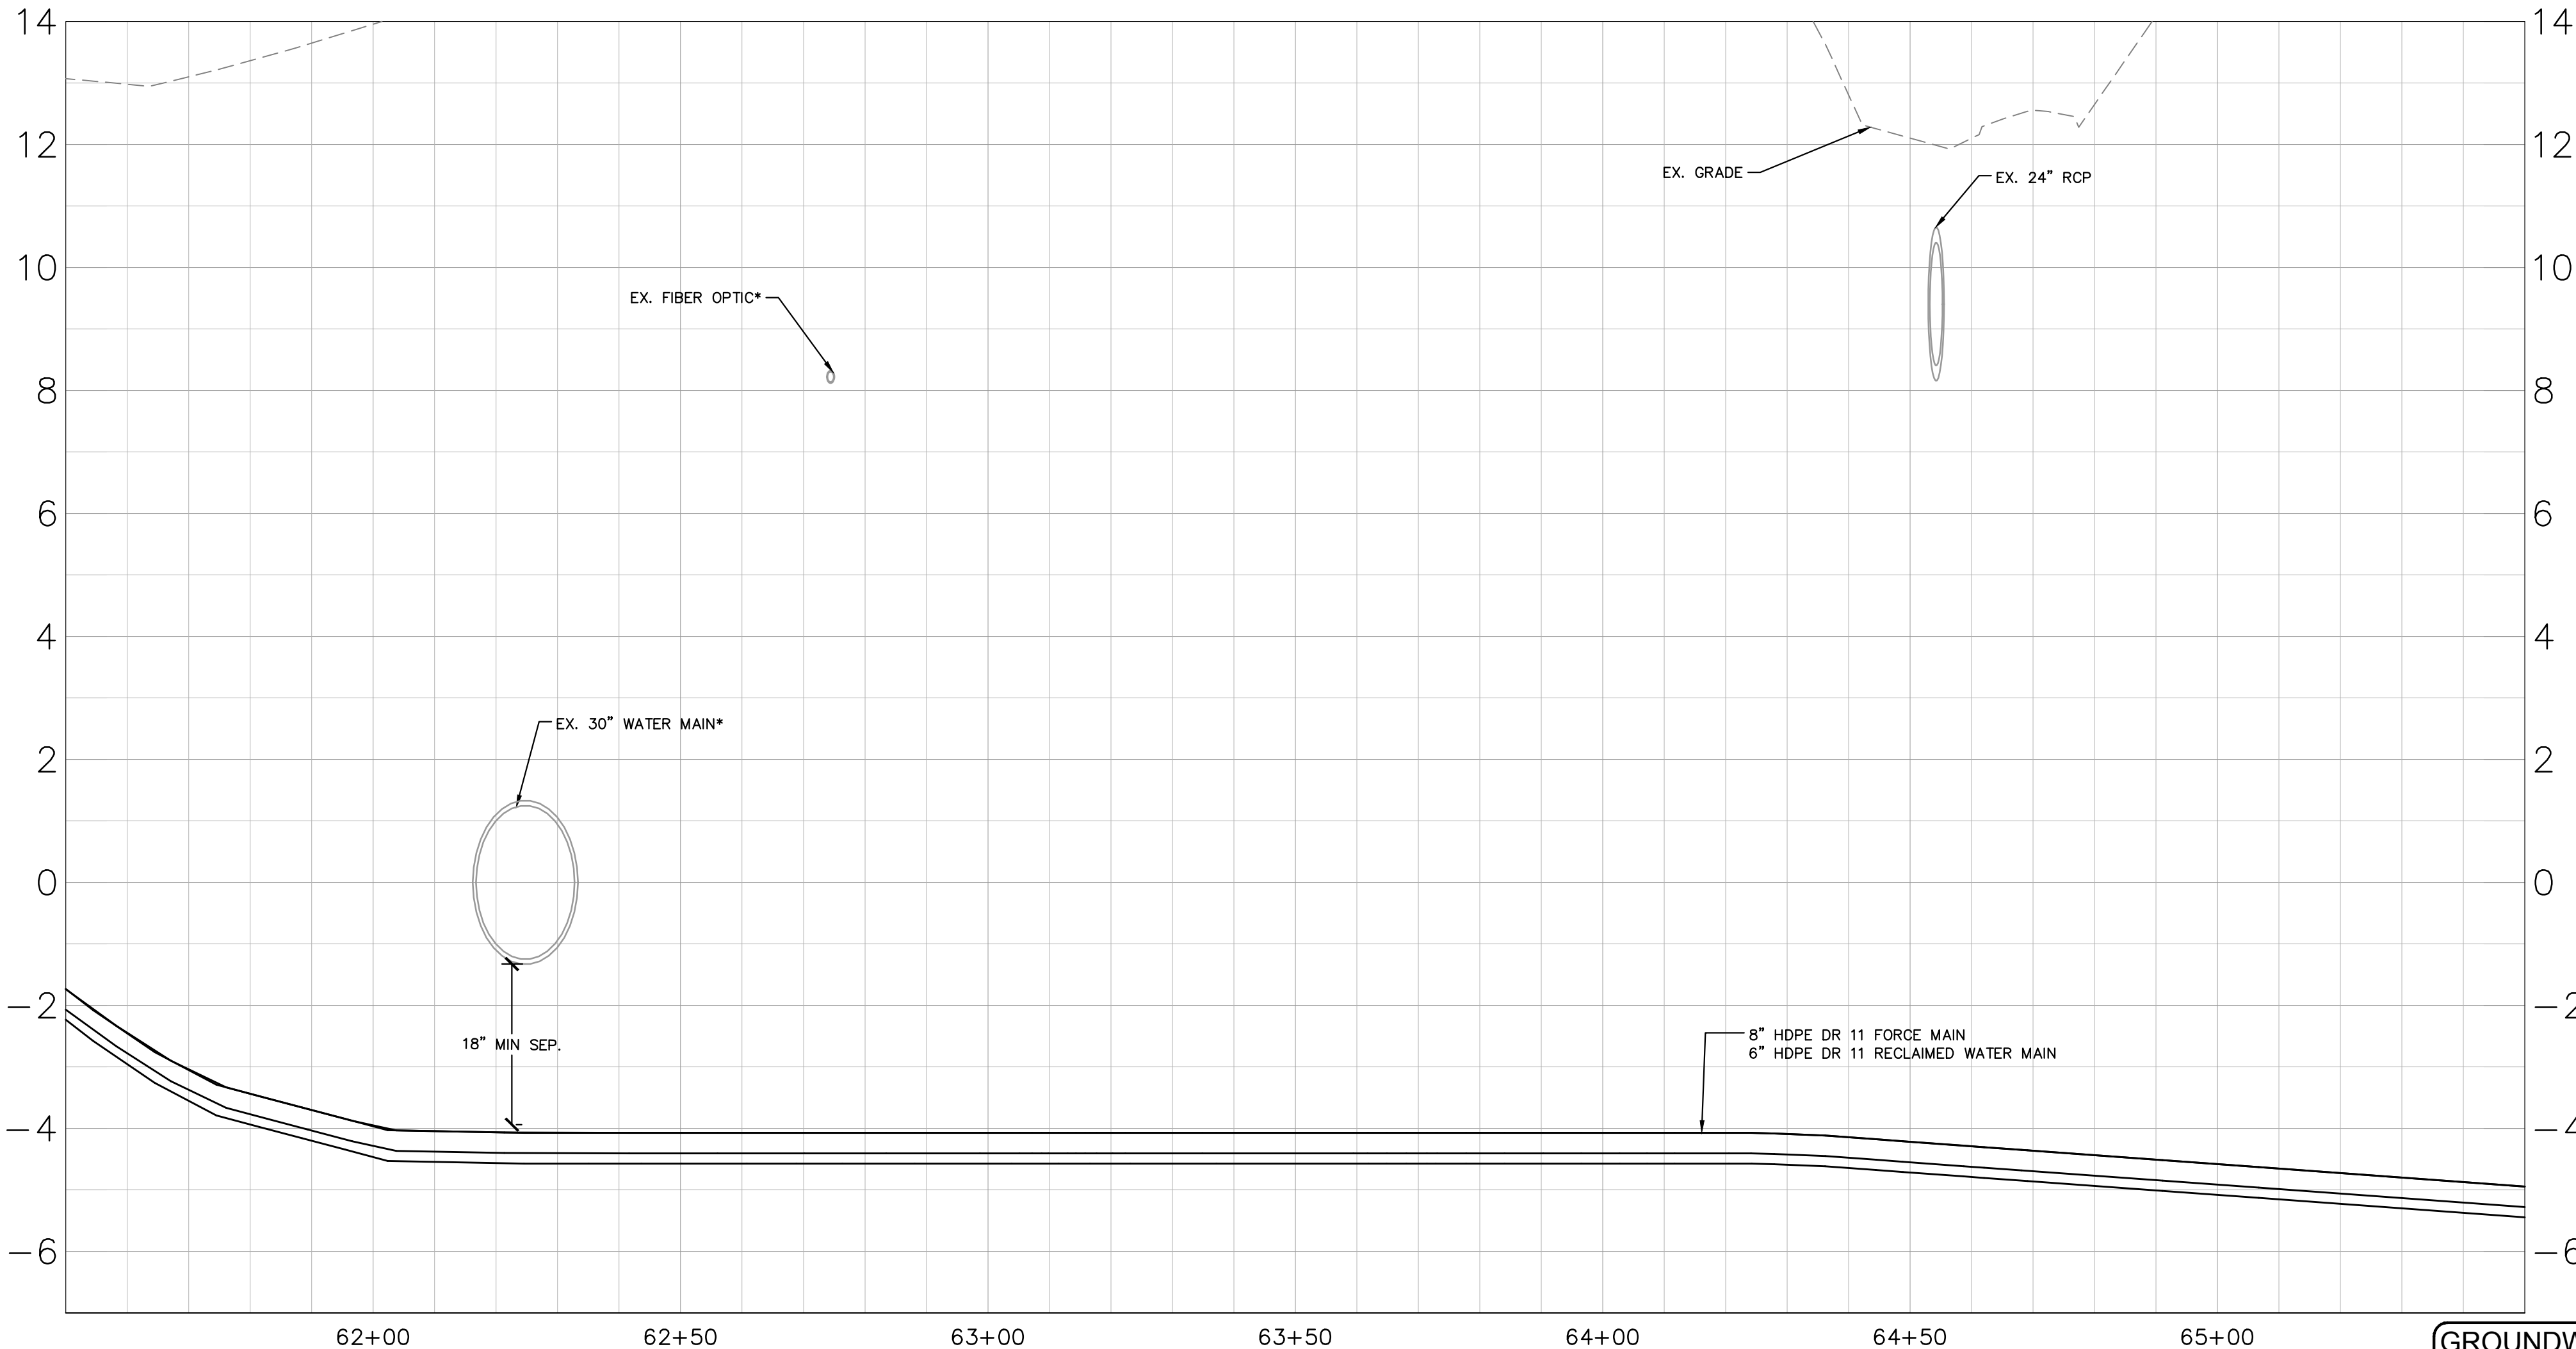 14 14
12 12
EX. GRADE
EX. 24” RCP
10 10
EX. FIBER OPTIC*
8 8
6 6
4 4
EX. 30” WATER MAIN*
2 2
0 0
-2 -2
8” HDPE DR 11 FORCE MAIN
18” MIN SEP.
6” HDPE DR 11 RECLAIMED WATER MAIN
-4 -4
-6 -6
62+00 62+50 63+00 63+50 64+00 64+50 65+00